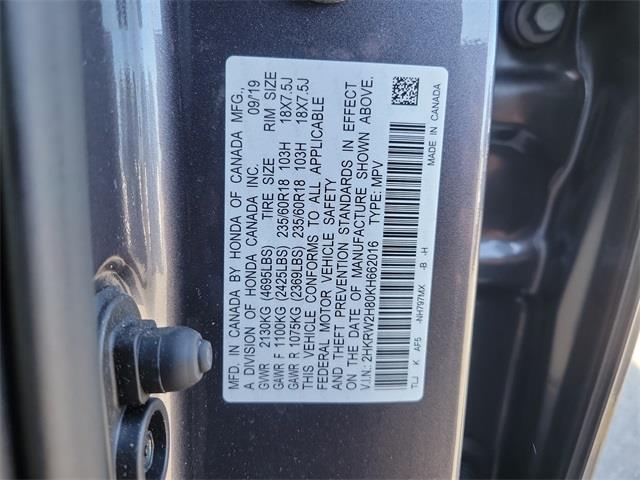 MFD. IN CANADA BY HONDA OF CANADA MFG.,
A DIVISION OF HONDA CANADA INC. 09/19
GVWR 2130KG (4695LBS) TIRE SIZE RIM SIZE
GAWR F 1100KG (2425LBS) 235/60R18 103H 18X7.5J
GAWR R 1075KG (2369LBS) 235/60R18 103H 18X7.5J
THIS VEHICLE CONFORMS TO ALL APPLICABLE
FEDERAL MOTOR VEHICLE SAFETY
AND THEFT PREVENTION STANDARDS IN EFFECT
ON THE DATE OF MANUFACTURE SHOWN ABOVE.
V.I.N.: 2HKRW2H80KH662016 TYPE: MPV
TLJ K AF5 -NH797MX -B -H MADE IN CANADA